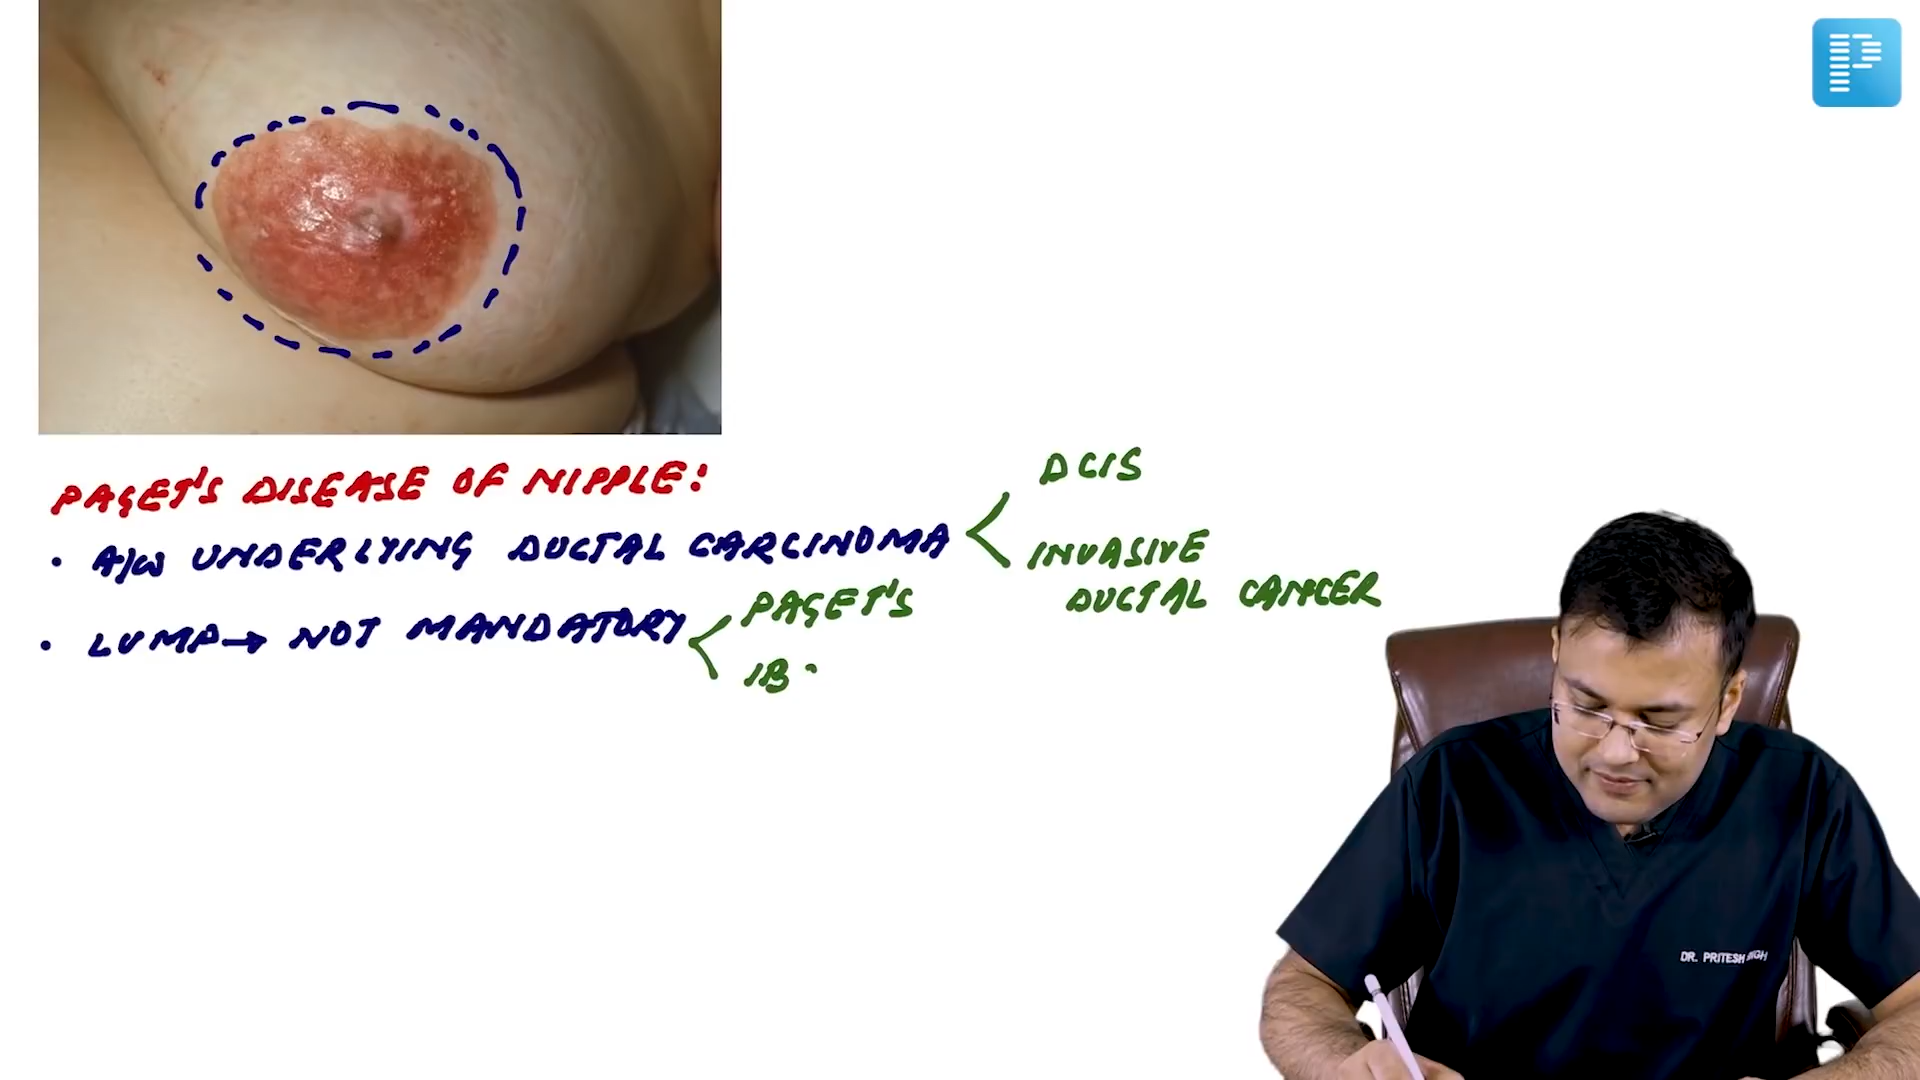 PAGET'S DISEASE OF NIPPLE:
DCIS
• A/W UNDERLYING DUCTAL CARCINOMA <
INVASIVE
DUCTAL CANCER
• LUMP → NOT MANDATORY <
PAGET'S
IB
DR. PRITESH